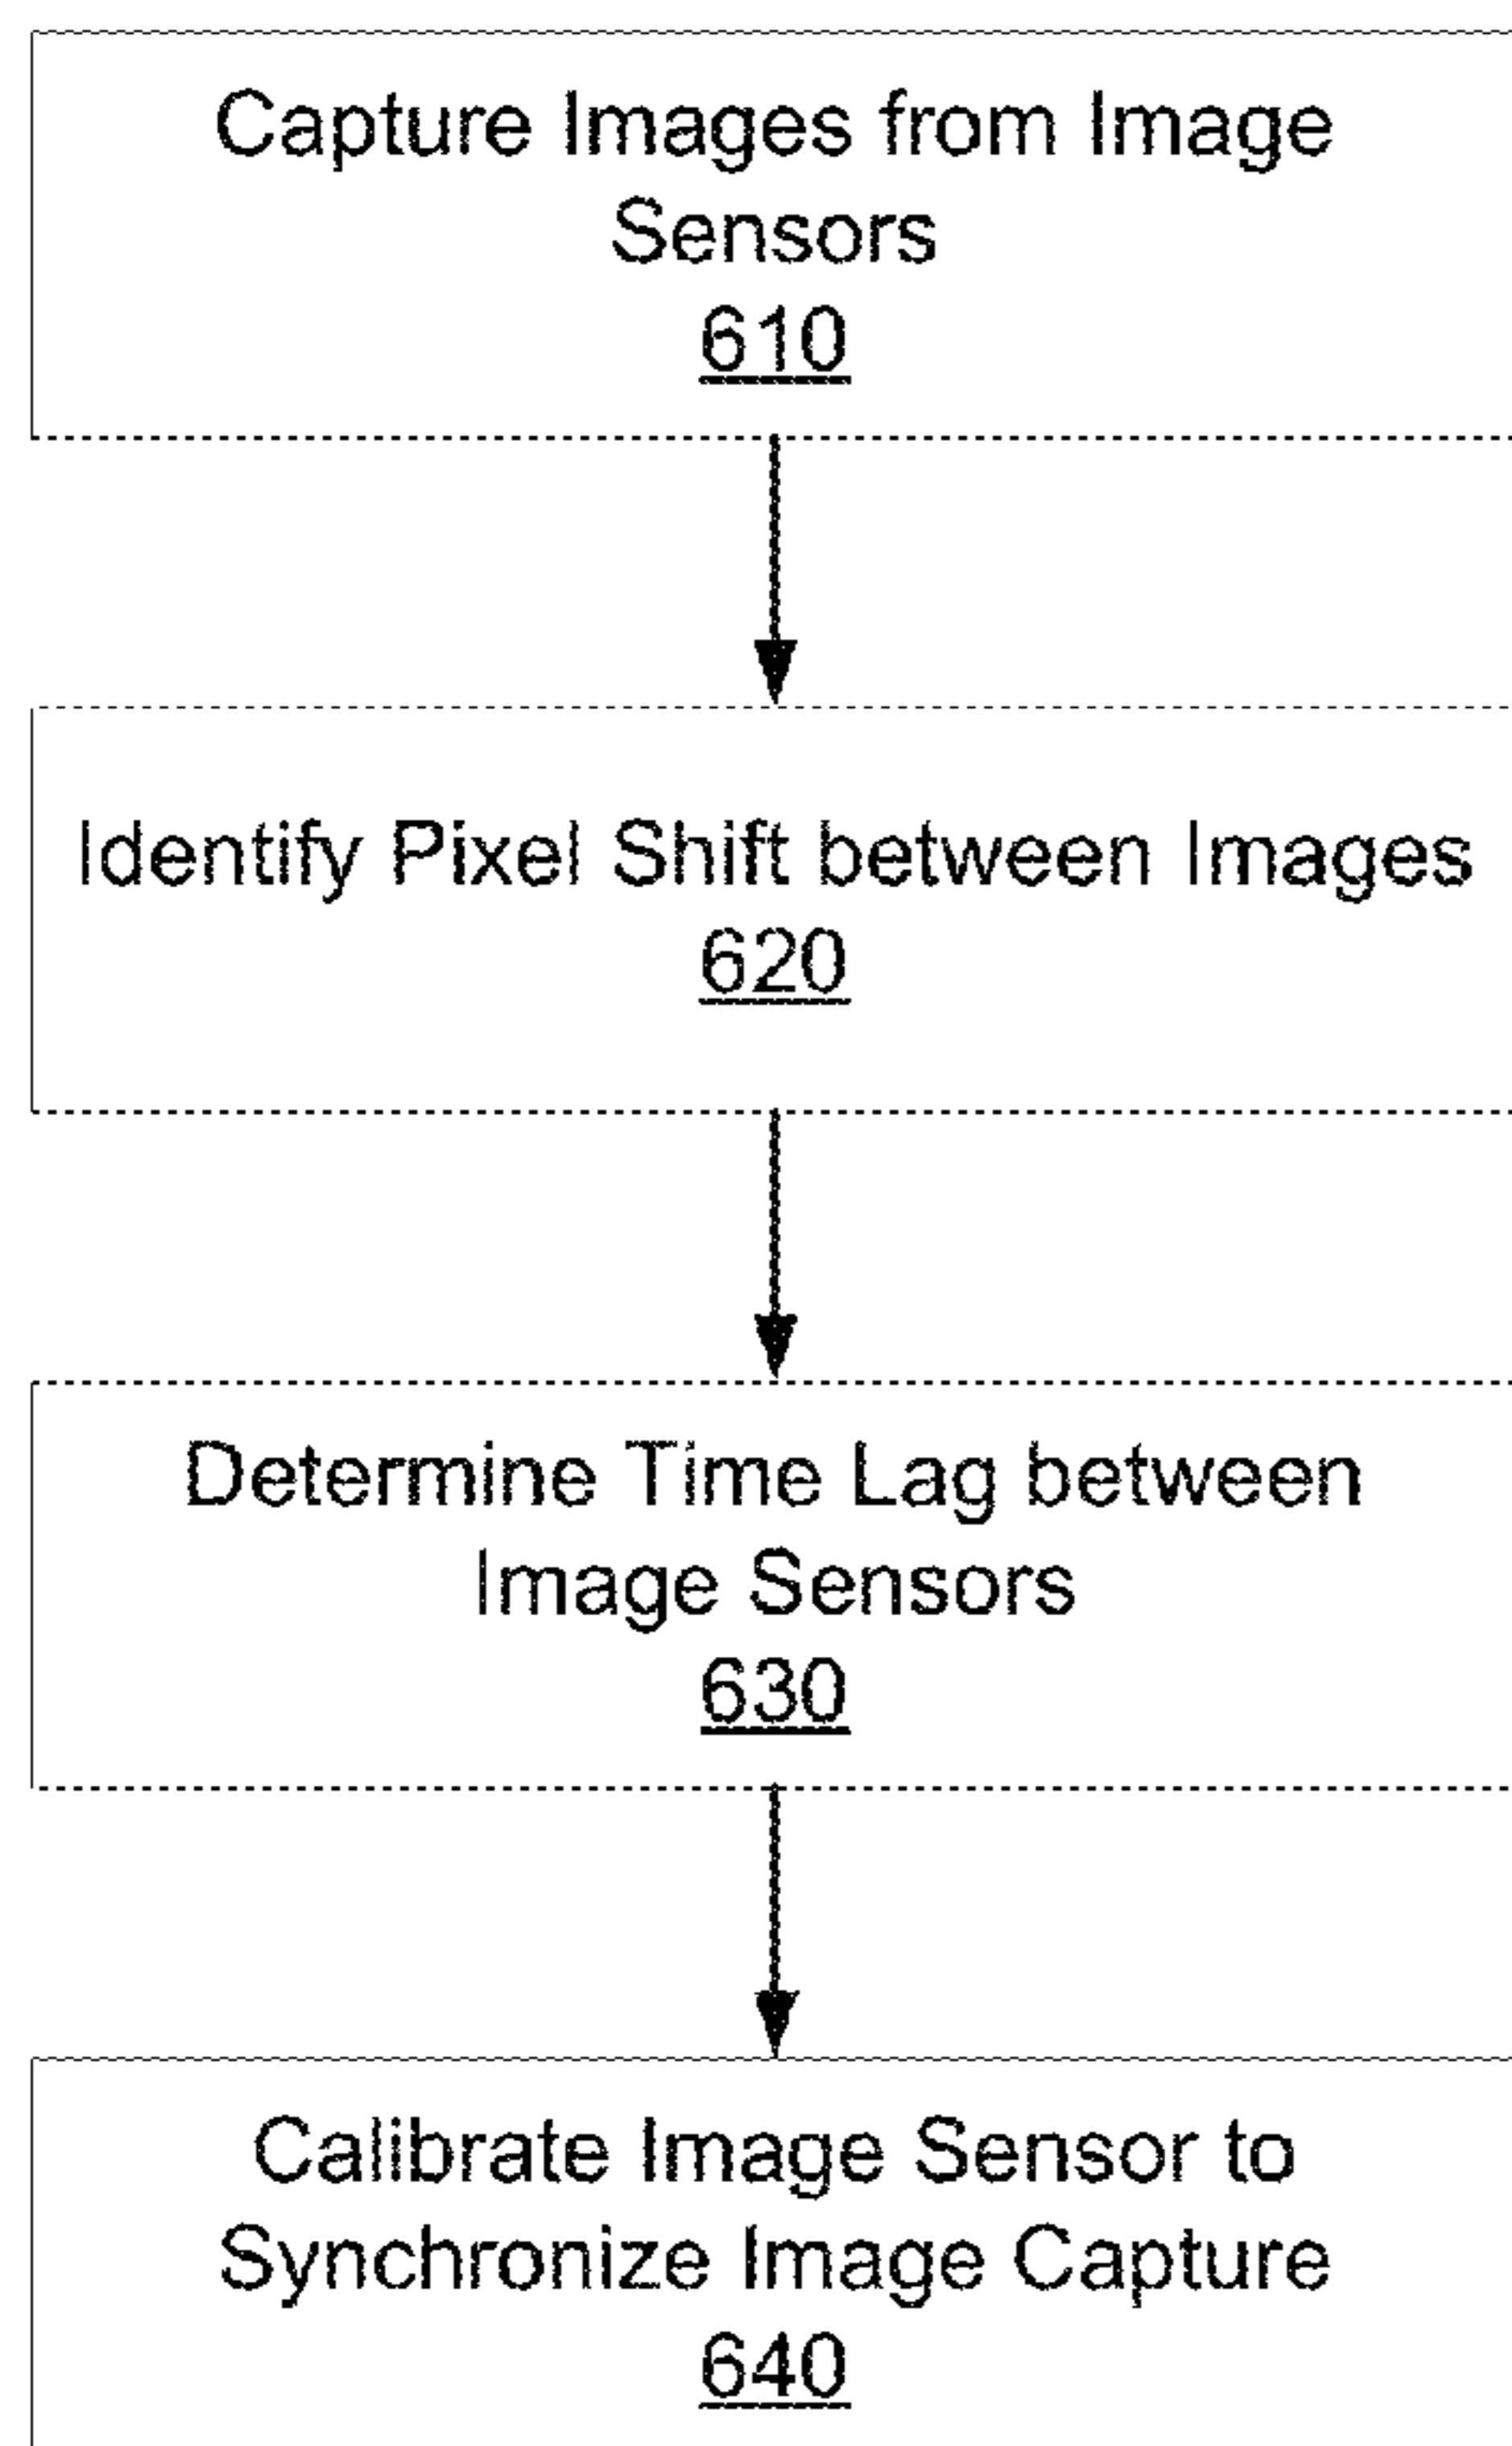 Capture Images from Image
Sensors
610
Identify Pixel Shift between Images
620
Determine Time Lag between
Image Sensors
630
Calibrate Image Sensor to
Synchronize Image Capture
640